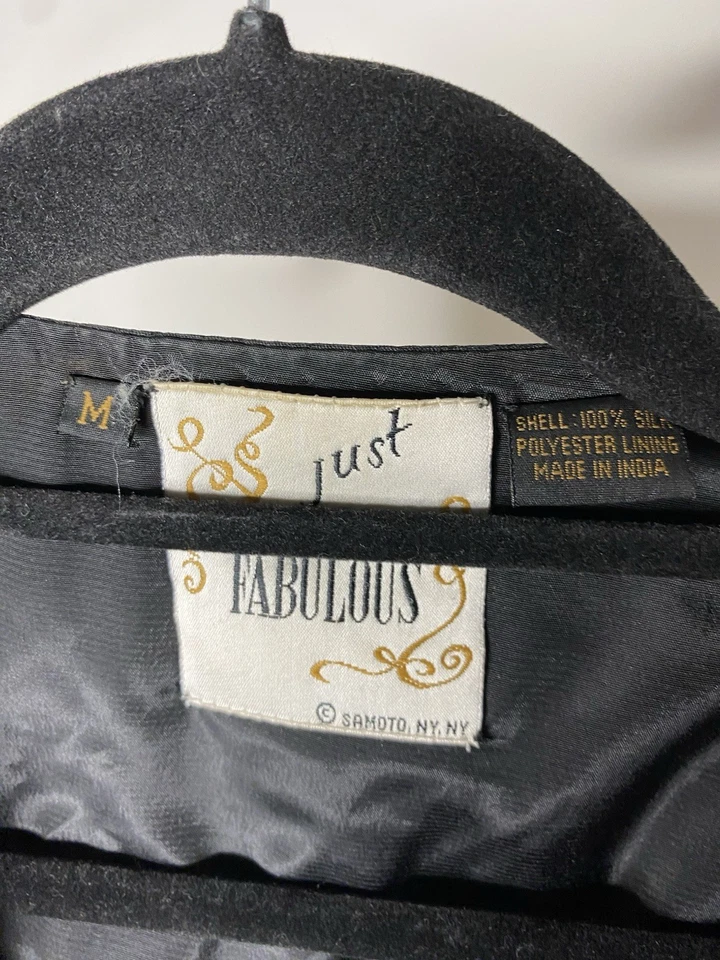 M
just
FABULOUS
© SAMOTO, NY, NY
SHELL: 100% SILK
POLYESTER LINING
MADE IN INDIA